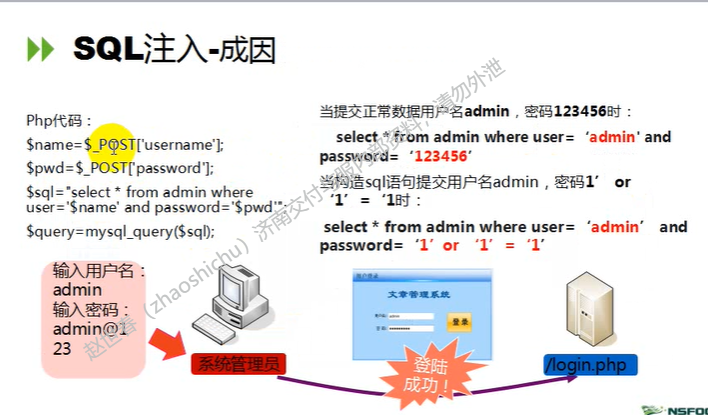 SQL注入-成因
Php代码：
$name=$_POST['username'];
$pwd=$_POST['password'];
$sql="select * from admin where
user='$name' and password='$pwd'";
$query=mysql_query($sql);
当提交正常数据用户名admin，密码123456时：
select * from admin where user=‘admin' and
password=‘123456’
当构造sql语句提交用户名admin，密码1’ or
‘1’=‘1时：
select * from admin where user=‘admin’ and
password=‘1’or ‘1’=‘1’
输入用户名：
admin
输入密码：
admin@1
23
系统管理员
文章管理系统
admin
登录
登陆
成功！
/login.php
（zhaoshichu）济南交付
内部资料，请勿外泄
NSFOC